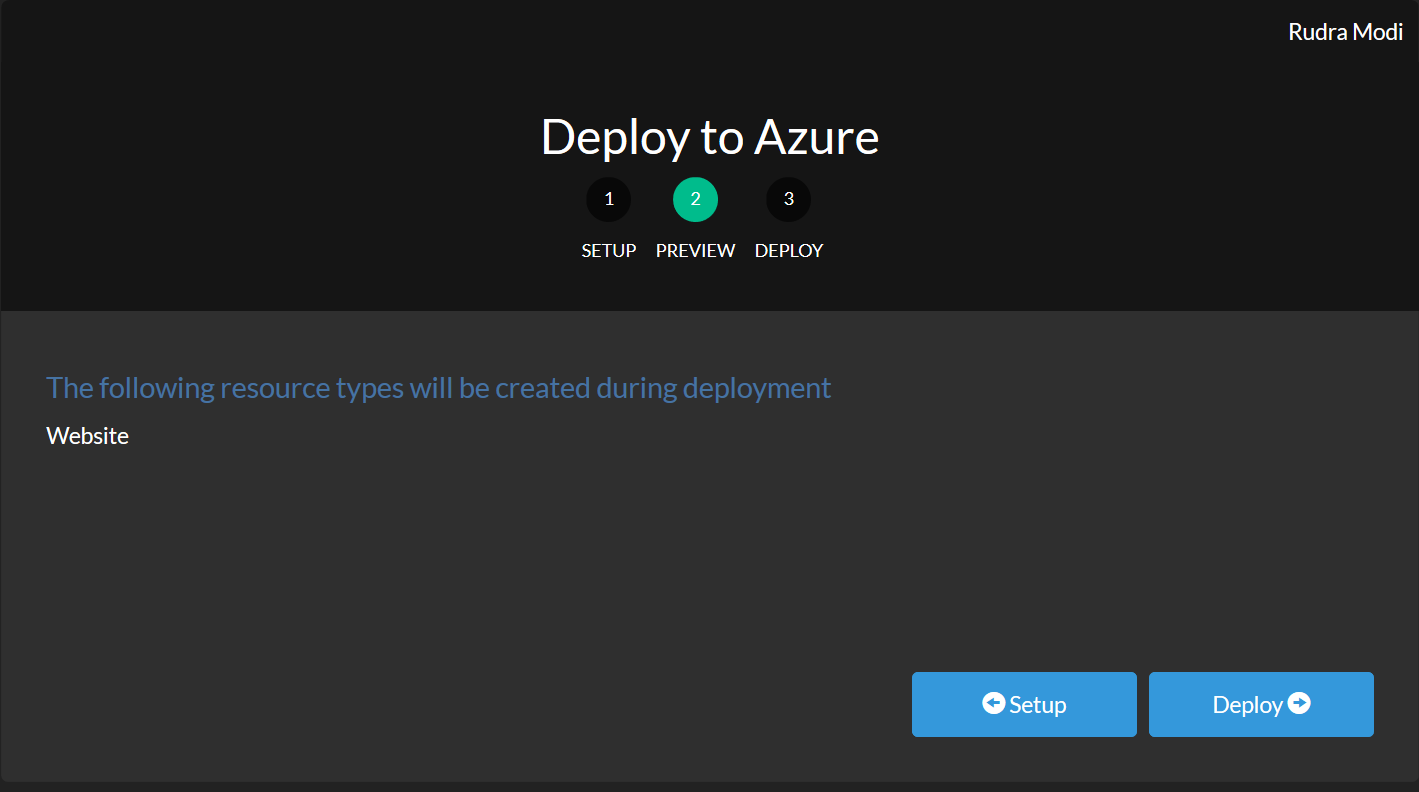 Rudra Modi
Deploy to Azure
1 2 3
SETUP PREVIEW DEPLOY
The following resource types will be created during deployment
Website
Setup Deploy